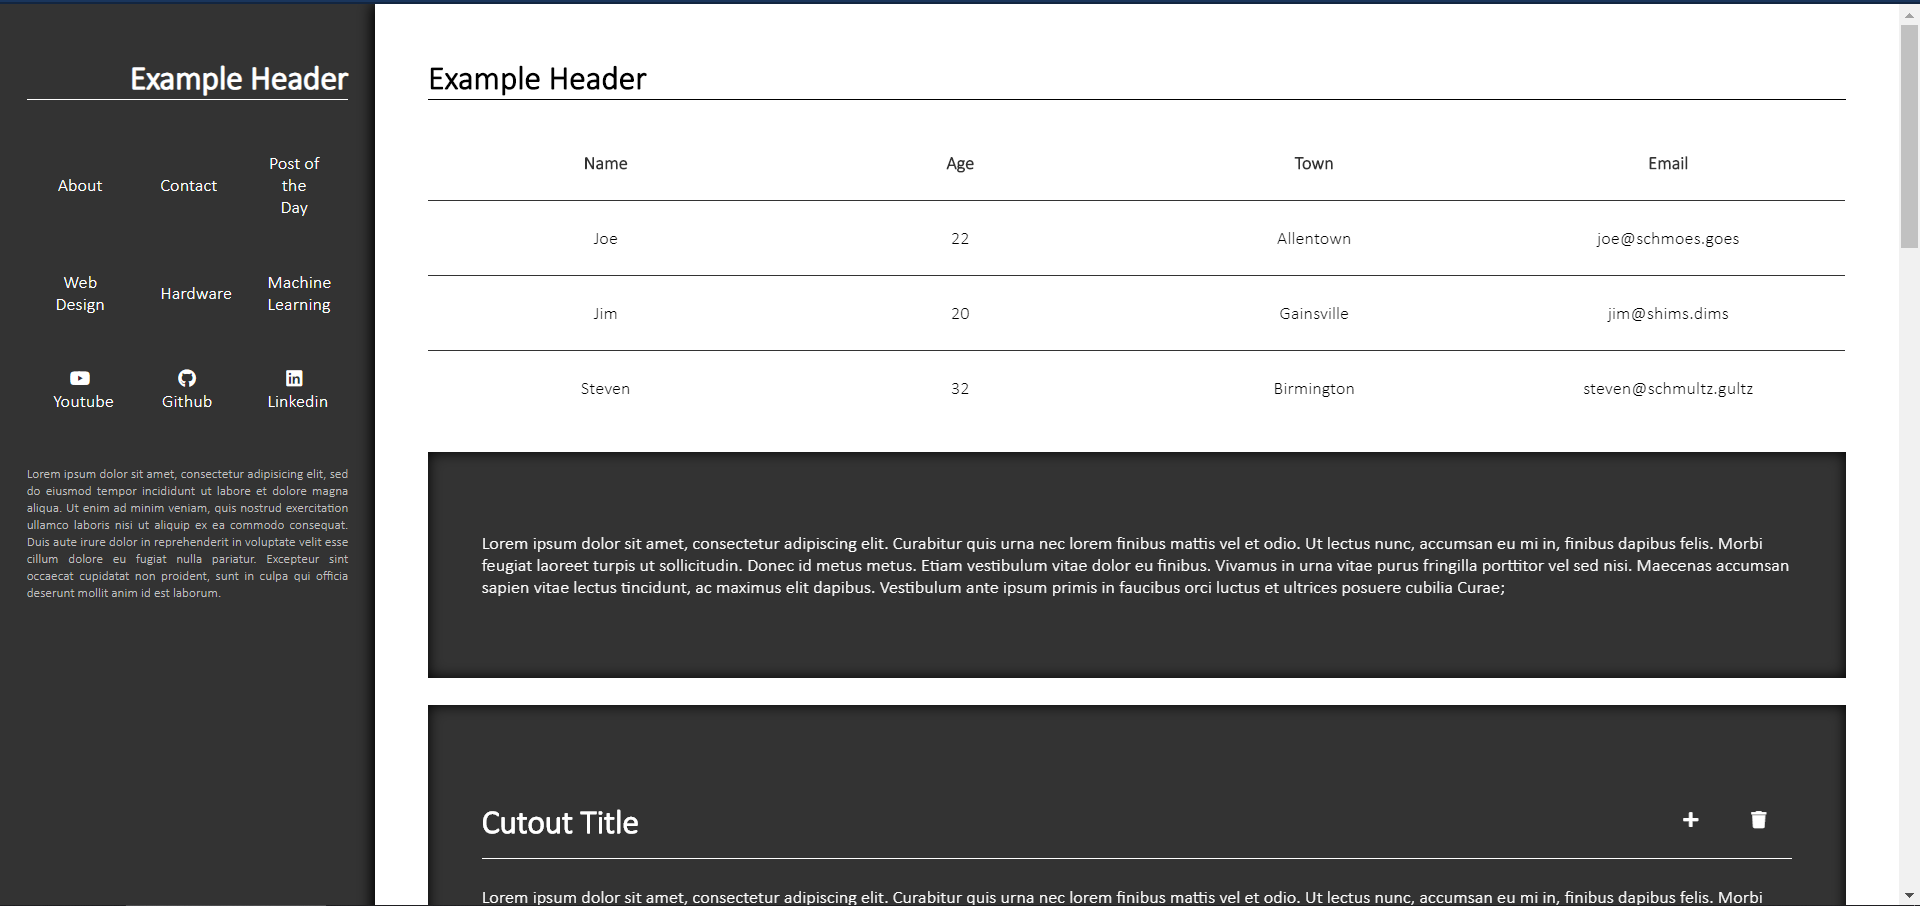 Example Header
About
Contact
Post of
the
Day
Web
Design
Hardware
Machine
Learning
Youtube
Github
Linkedin
Lorem ipsum dolor sit amet, consectetur adipisicing elit, sed
do eiusmod tempor incididunt ut labore et dolore magna
aliqua. Ut enim ad minim veniam, quis nostrud exercitation
ullamco laboris nisi ut aliquip ex ea commodo consequat.
Duis aute irure dolor in reprehenderit in voluptate velit esse
cillum dolore eu fugiat nulla pariatur. Excepteur sint
occaecat cupidatat non proident, sunt in culpa qui officia
deserunt mollit anim id est laborum.
Example Header
Name Age Town Email
Joe 22 Allentown joe@schmoes.goes
Jim 20 Gainsville jim@shims.dims
Steven 32 Birmington steven@schmultz.gultz
Lorem ipsum dolor sit amet, consectetur adipiscing elit. Curabitur quis urna nec lorem finibus mattis vel et odio. Ut lectus nunc, accumsan eu mi in, finibus dapibus felis. Morbi
feugiat laoreet turpis ut sollicitudin. Donec id metus metus. Etiam vestibulum vitae dolor eu finibus. Vivamus in urna vitae purus fringilla porttitor vel sed nisi. Maecenas accumsan
sapien vitae lectus tincidunt, ac maximus elit dapibus. Vestibulum ante ipsum primis in faucibus orci luctus et ultrices posuere cubilia Curae;
Cutout Title
Lorem ipsum dolor sit amet, consectetur adipiscing elit. Curabitur quis urna nec lorem finibus mattis vel et odio. Ut lectus nunc, accumsan eu mi in, finibus dapibus felis. Morbi